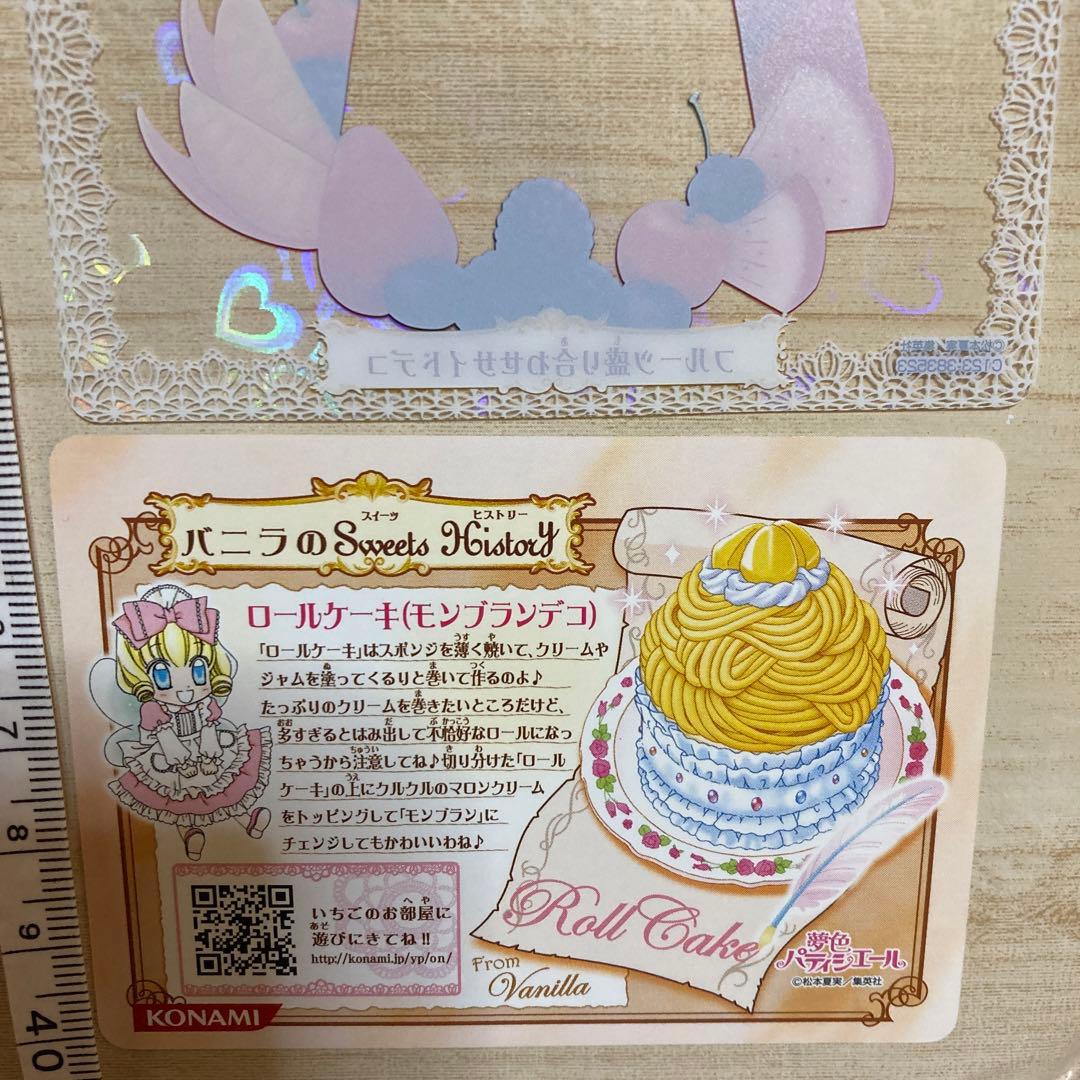 フルーツ盛り合わせサイドデコ
©松本夏実/集英社
C123-383623
スイーツ ヒストリー
バニラのSweets History
ロールケーキ(モンブランデコ)
「ロールケーキ」はスポンジを薄く焼いて、クリームや
ジャムを塗ってくるりと巻いて作るのよ♪
たっぷりのクリームを巻きたいところだけど、
多すぎるとはみ出して不恰好なロールになっ
ちゃうから注意してね♪切り分けた「ロール
ケーキ」の上にクルクルのマロンクリーム
をトッピングして「モンブラン」に
チェンジしてもかわいいわね♪
いちごのお部屋に
遊びにきてね!!
http://konami.jp/yp/on/
Roll Cake
From
Vanilla
夢色
パティシエール
©松本夏実/集英社
KONAMI
7
8
9
40